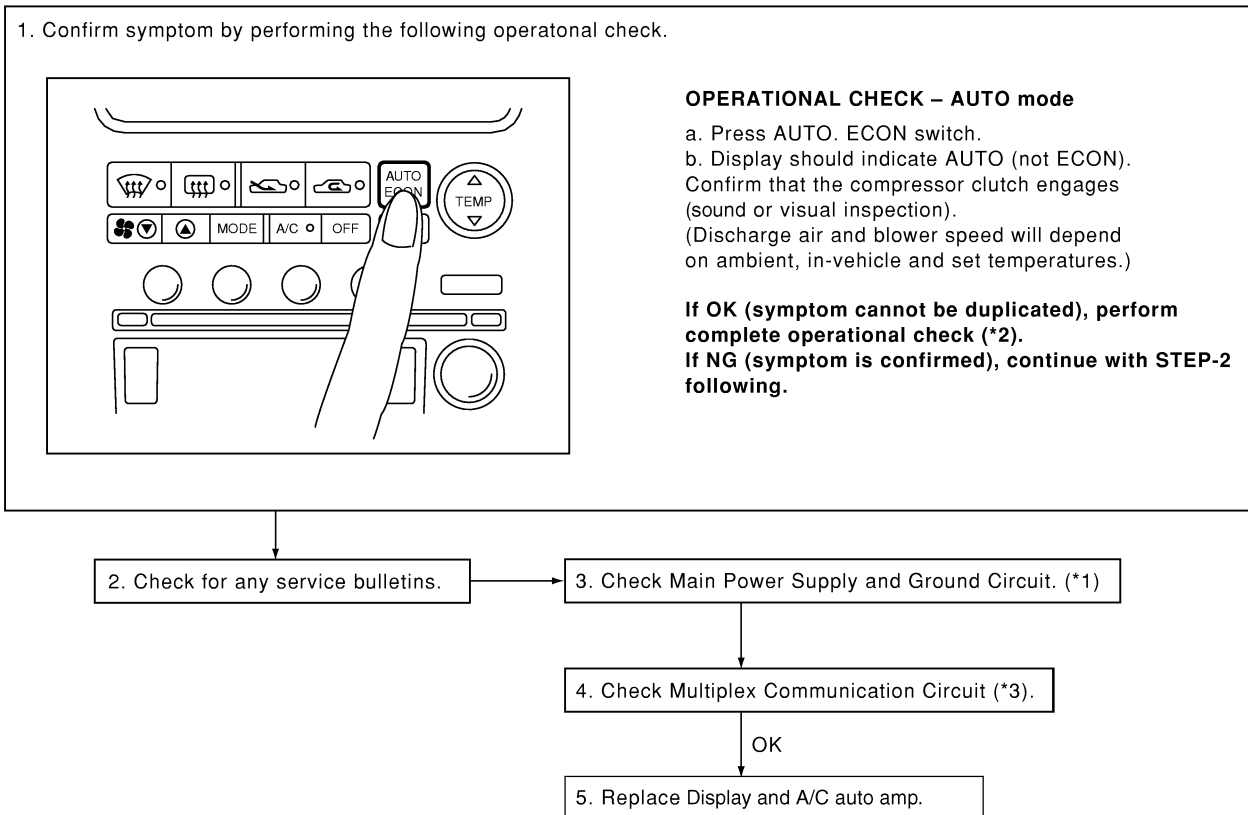 1. Confirm symptom by performing the following operatonal check.
AUTO
ECON
TEMP
MODE
A/C
OFF
OPERATIONAL CHECK – AUTO mode
a. Press AUTO. ECON switch.
b. Display should indicate AUTO (not ECON).
Confirm that the compressor clutch engages
(sound or visual inspection).
(Discharge air and blower speed will depend
on ambient, in-vehicle and set temperatures.)
If OK (symptom cannot be duplicated), perform
complete operational check (*2).
If NG (symptom is confirmed), continue with STEP-2
following.
2. Check for any service bulletins.
3. Check Main Power Supply and Ground Circuit. (*1)
4. Check Multiplex Communication Circuit (*3).
OK
5. Replace Display and A/C auto amp.